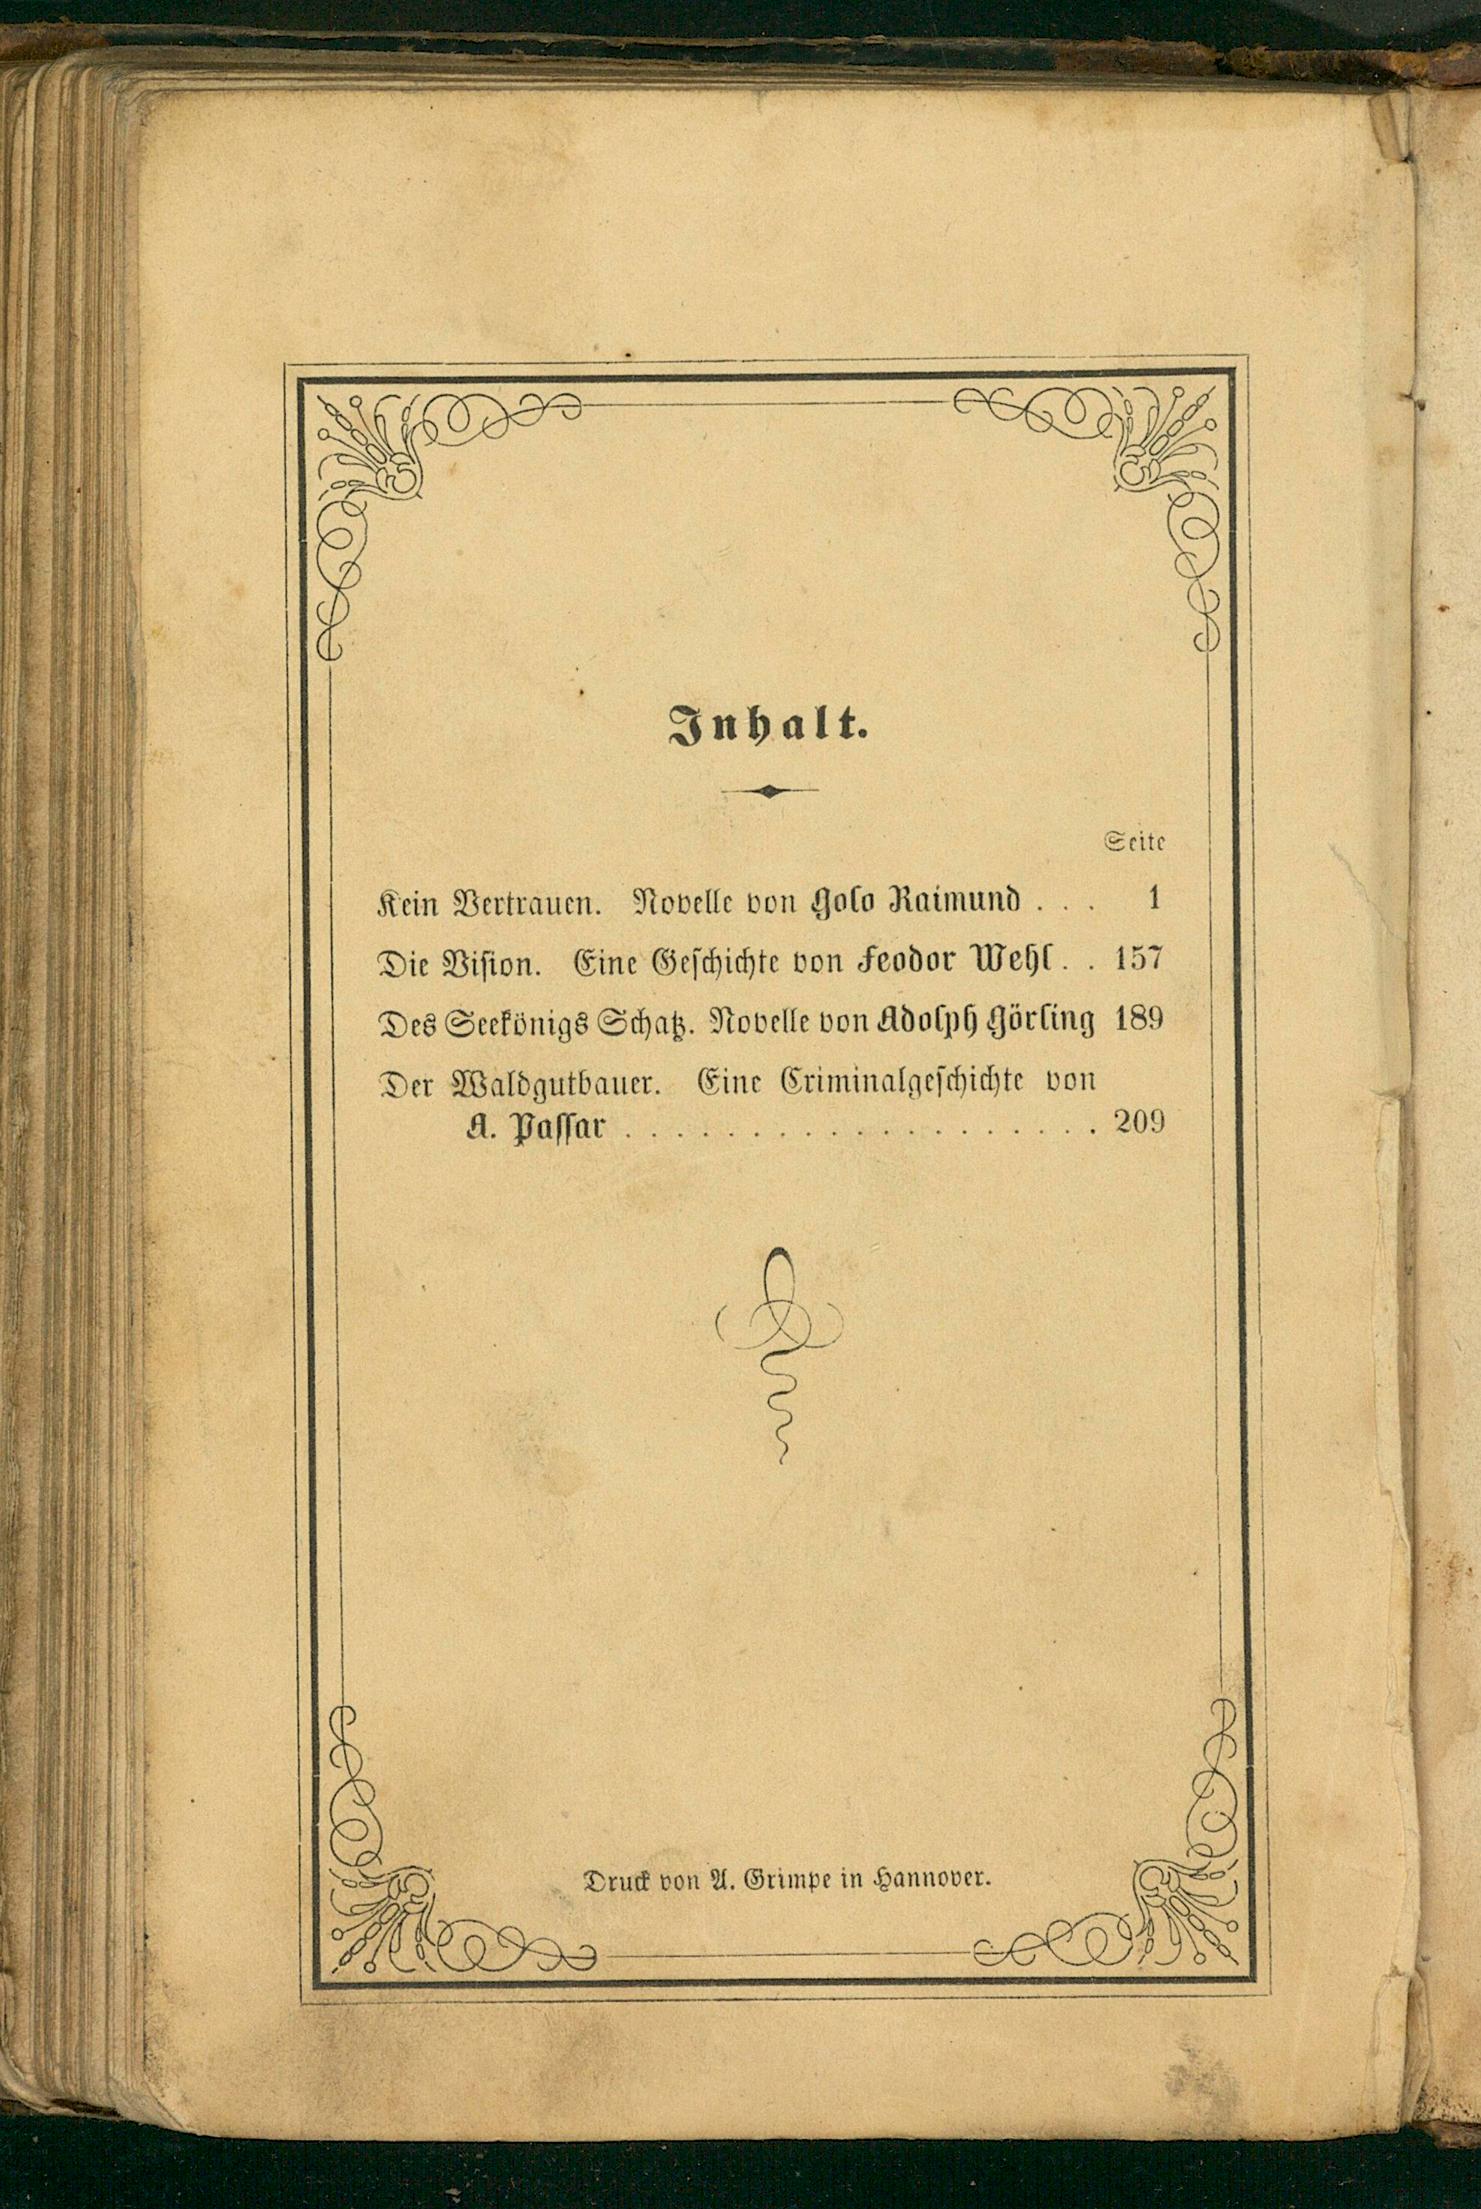 Inhalt.
Seite
Kein Vertrauen. Novelle von Golo Raimund . . . 1
Die Viſion. Eine Geſchichte von Feodor Wehl . . 157
Des Seekönigs Schatz. Novelle von Adolph Görling 189
Der Waldgutbauer. Eine Criminalgeſchichte von
A. Paſſar . . . . . . . . . . . . . . . . . . . 209
Druck von A. Grimpe in Hannover.